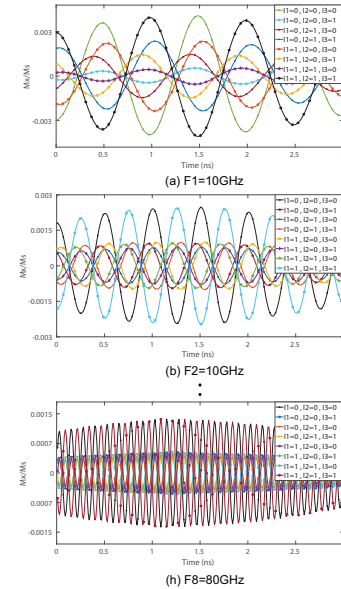 0.003
0
-0.003
Mx/Ms
0
0.5
1
1.5
2
2.5
Time (ns)
I1=0, I2=0, I3=0
I1=0, I2=0, I3=1
I1=0, I2=1, I3=0
I1=0, I2=1, I3=1
I1=1, I2=0, I3=0
I1=1, I2=0, I3=1
I1=1, I2=1, I3=0
I1=1, I2=1, I3=1
(a) F1=10GHz
0.003
0.0015
0
-0.0015
-0.003
Mx/Ms
0
0.5
1
1.5
2
2.5
Time (ns)
I1=0, I2=0, I3=0
I1=0, I2=0, I3=1
I1=0, I2=1, I3=0
I1=0, I2=1, I3=1
I1=1, I2=0, I3=0
I1=1, I2=0, I3=1
I1=1, I2=1, I3=0
I1=1, I2=1, I3=1
(b) F2=10GHz
0.0015
0.0007
0
-0.0007
-0.0015
Mx/Ms
0
0.5
1
1.5
2
2.5
Time (ns)
I1=0, I2=0, I3=0
I1=0, I2=0, I3=1
I1=0, I2=1, I3=0
I1=0, I2=1, I3=1
I1=1, I2=0, I3=0
I1=1, I2=0, I3=1
I1=1, I2=1, I3=0
I1=1, I2=1, I3=1
(h) F8=80GHz